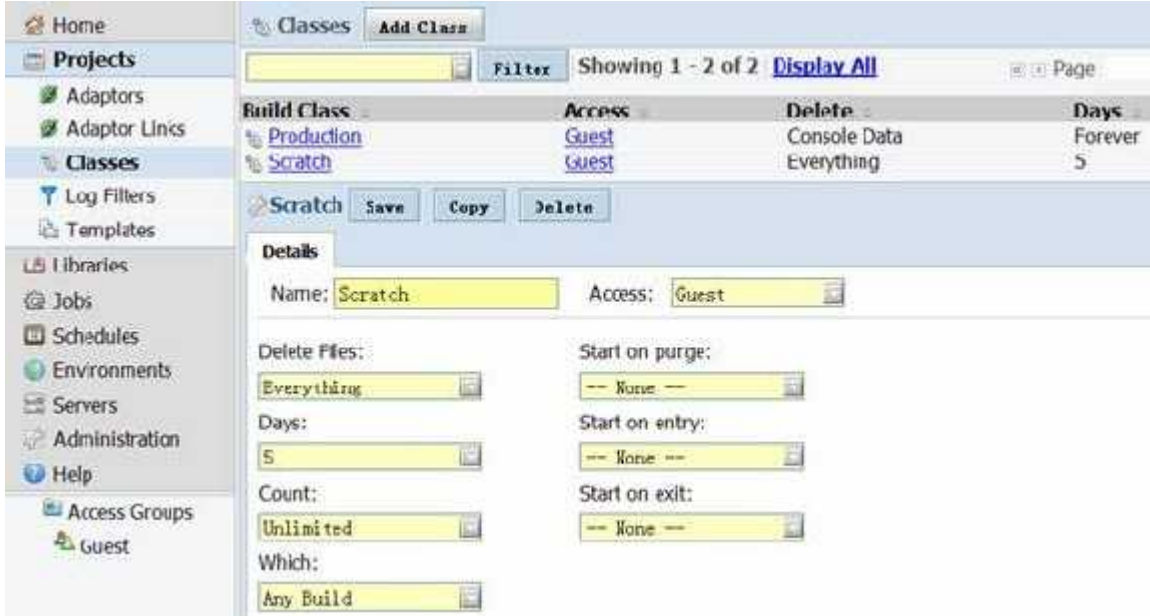 Home
Projects
Adaptors
Adaptor Links
Classes
Log Filters
Templates
Libraries
Jobs
Schedules
Environments
Servers
Administration
Help
Access Groups
Guest
Classes Add Class
Filter Showing 1 - 2 of 2 Display All Page
Build Class Access Delete Days
Production Guest Console Data Forever
Scratch Guest Everything 5
Scratch Save Copy Delete
Details
Name: Scratch Access: Guest
Delete Files: Start on purge:
Everything -- None --
Days: Start on entry:
5 -- None --
Count: Start on exit:
Unlimited -- None --
Which:
Any Build